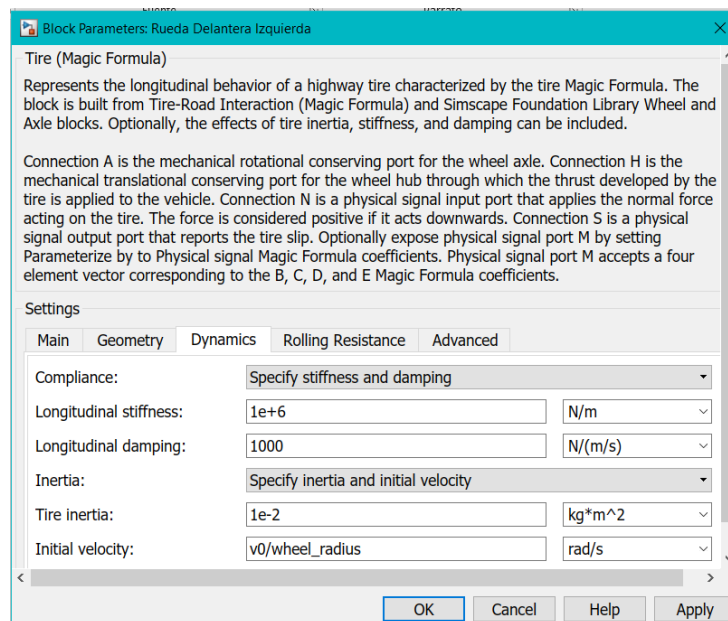 Block Parameters: Rueda Delantera Izquierda
Tire (Magic Formula)
Represents the longitudinal behavior of a highway tire characterized by the tire Magic Formula. The
block is built from Tire-Road Interaction (Magic Formula) and Simscape Foundation Library Wheel and
Axle blocks. Optionally, the effects of tire inertia, stiffness, and damping can be included.
Connection A is the mechanical rotational conserving port for the wheel axle. Connection H is the
mechanical translational conserving port for the wheel hub through which the thrust developed by the
tire is applied to the vehicle. Connection N is a physical signal input port that applies the normal force
acting on the tire. The force is considered positive if it acts downwards. Connection S is a physical
signal output port that reports the tire slip. Optionally expose physical signal port M by setting
Parameterize by to Physical signal Magic Formula coefficients. Physical signal port M accepts a four
element vector corresponding to the B, C, D, and E Magic Formula coefficients.
Settings
Main Geometry Dynamics Rolling Resistance Advanced
Compliance: Specify stiffness and damping
Longitudinal stiffness: 1e+6 N/m
Longitudinal damping: 1000 N/(m/s)
Inertia: Specify inertia and initial velocity
Tire inertia: 1e-2 kg*m^2
Initial velocity: v0/wheel_radius rad/s
OK Cancel Help Apply